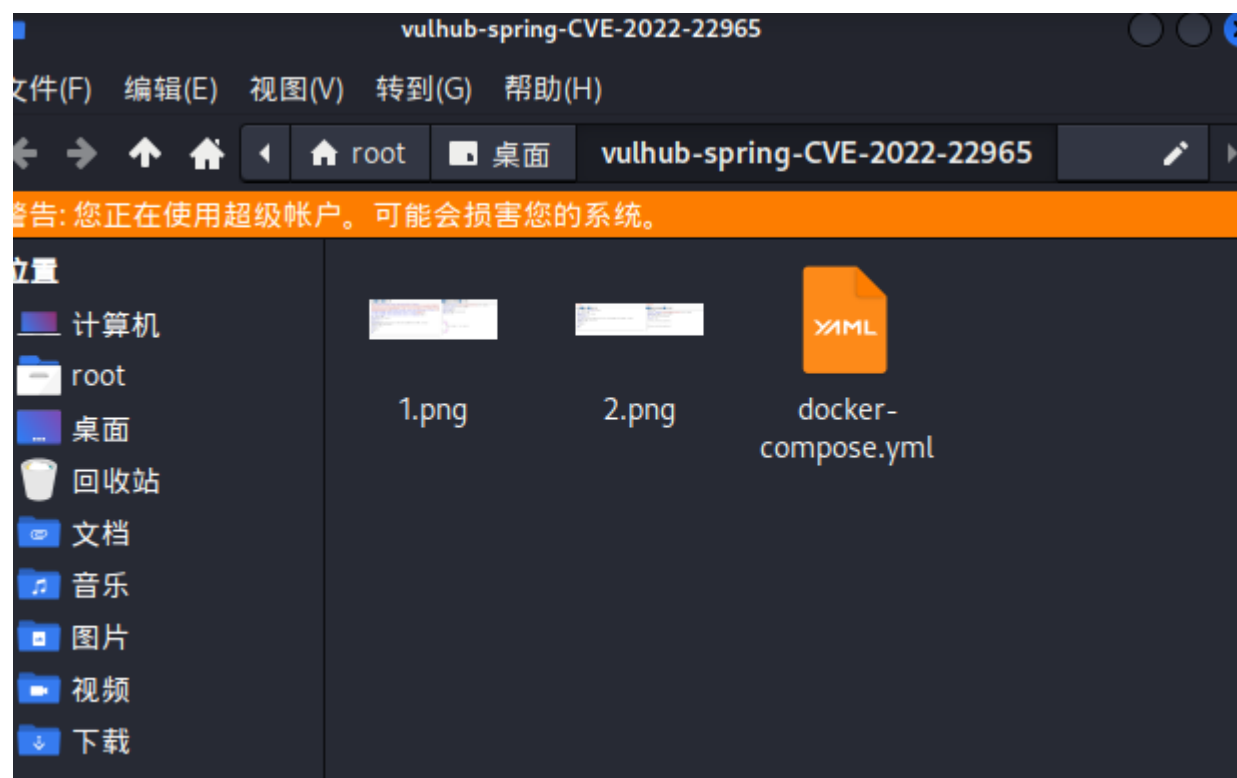 vulhub-spring-CVE-2022-22965
文件(F) 编辑(E) 视图(V) 转到(G) 帮助(H)
root 桌面 vulhub-spring-CVE-2022-22965
警告: 您正在使用超级帐户。可能会损害您的系统。
位置
计算机
root
桌面
回收站
文档
音乐
图片
视频
下载
1.png
2.png
YAML
docker-
compose.yml